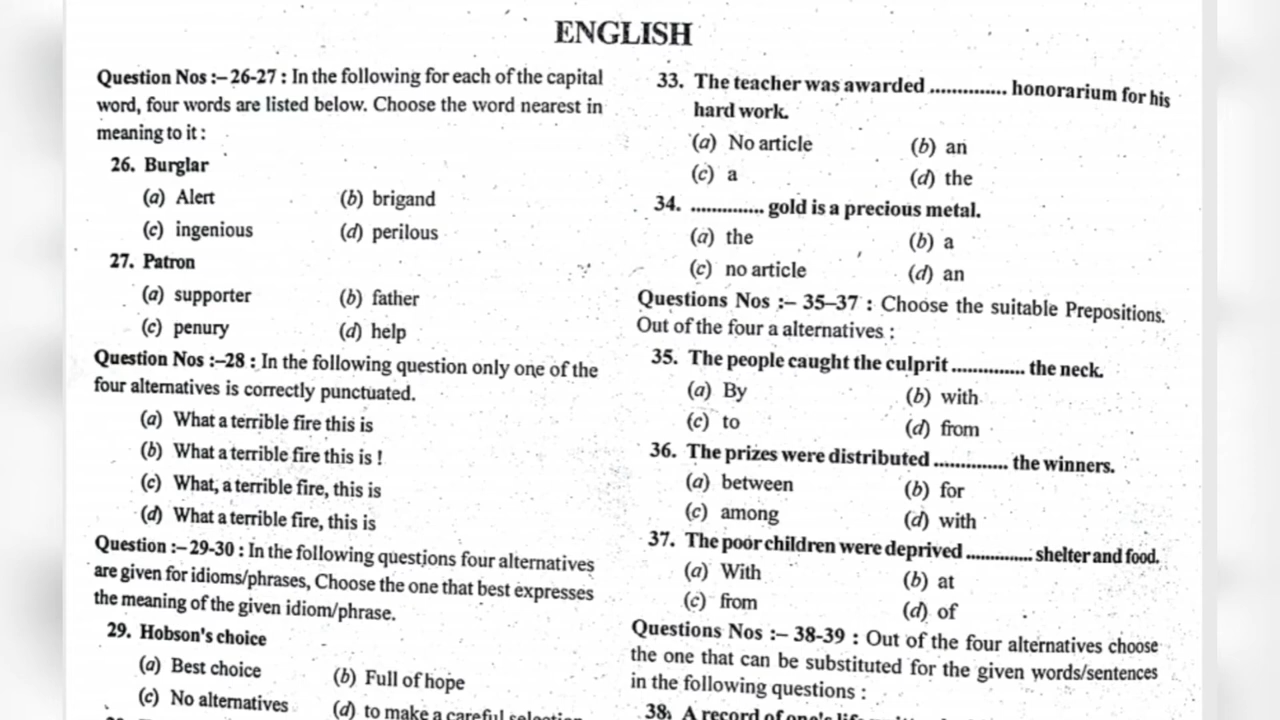 ENGLISH
Question Nos :– 26-27 : In the following for each of the capital
word, four words are listed below. Choose the word nearest in
meaning to it :
26. Burglar
(a) Alert (b) brigand
(c) ingenious (d) perilous
27. Patron
(a) supporter (b) father
(c) penury (d) help
Question Nos :–28 : In the following question only one of the
four alternatives is correctly punctuated.
(a) What a terrible fire this is
(b) What a terrible fire this is !
(c) What, a terrible fire, this is
(d) What a terrible fire, this is
Question :– 29-30 : In the following questions four alternatives
are given for idioms/phrases, Choose the one that best expresses
the meaning of the given idiom/phrase.
29. Hobson's choice
(a) Best choice (b) Full of hope
(c) No alternatives (d) to make a careful selection
33. The teacher was awarded .............. honorarium for his
hard work.
(a) No article (b) an
(c) a (d) the
34. .............. gold is a precious metal.
(a) the (b) a
(c) no article (d) an
Questions Nos :– 35–37 : Choose the suitable Prepositions.
Out of the four a alternatives :
35. The people caught the culprit .............. the neck.
(a) By (b) with
(c) to (d) from
36. The prizes were distributed .............. the winners.
(a) between (b) for
(c) among (d) with
37. The poor children were deprived .............. shelter and food.
(a) With (b) at
(c) from (d) of
Questions Nos :– 38-39 : Out of the four alternatives choose
the one that can be substituted for the given words/sentences
in the following questions :
38. A record of one's life